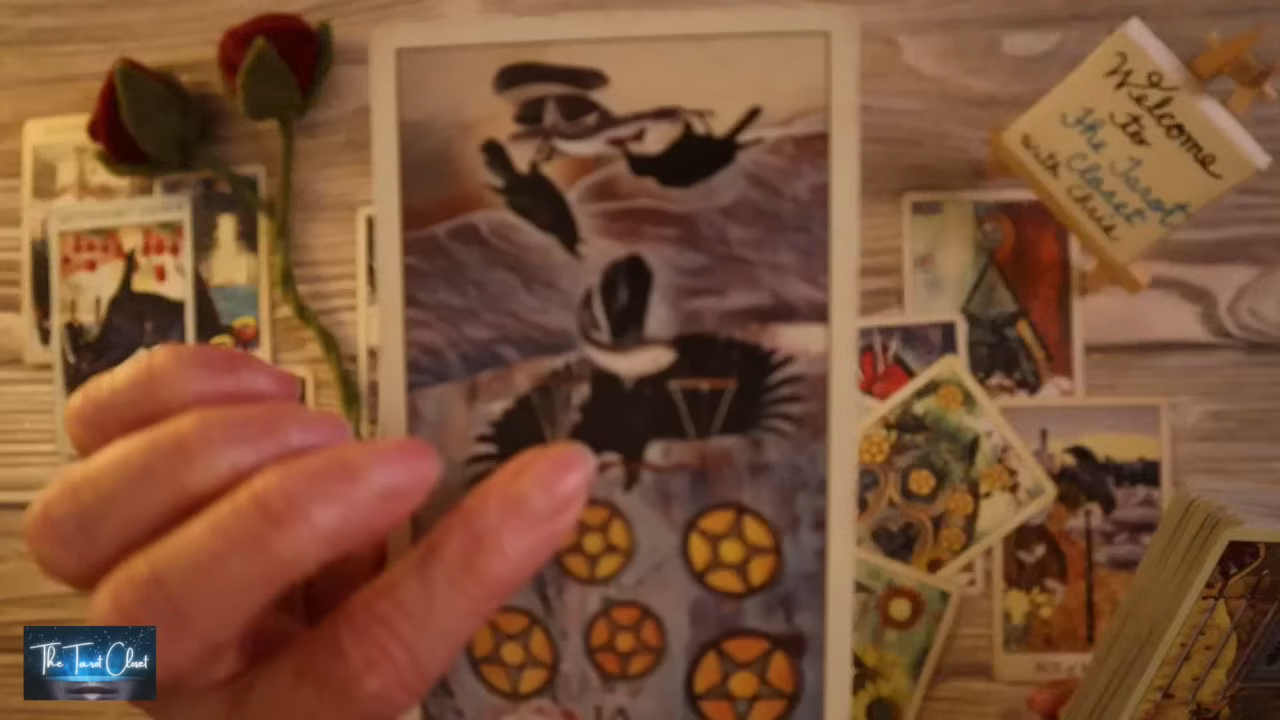 Welcome
to
The Tarot
Closet
with Chris
The Tarot Closet